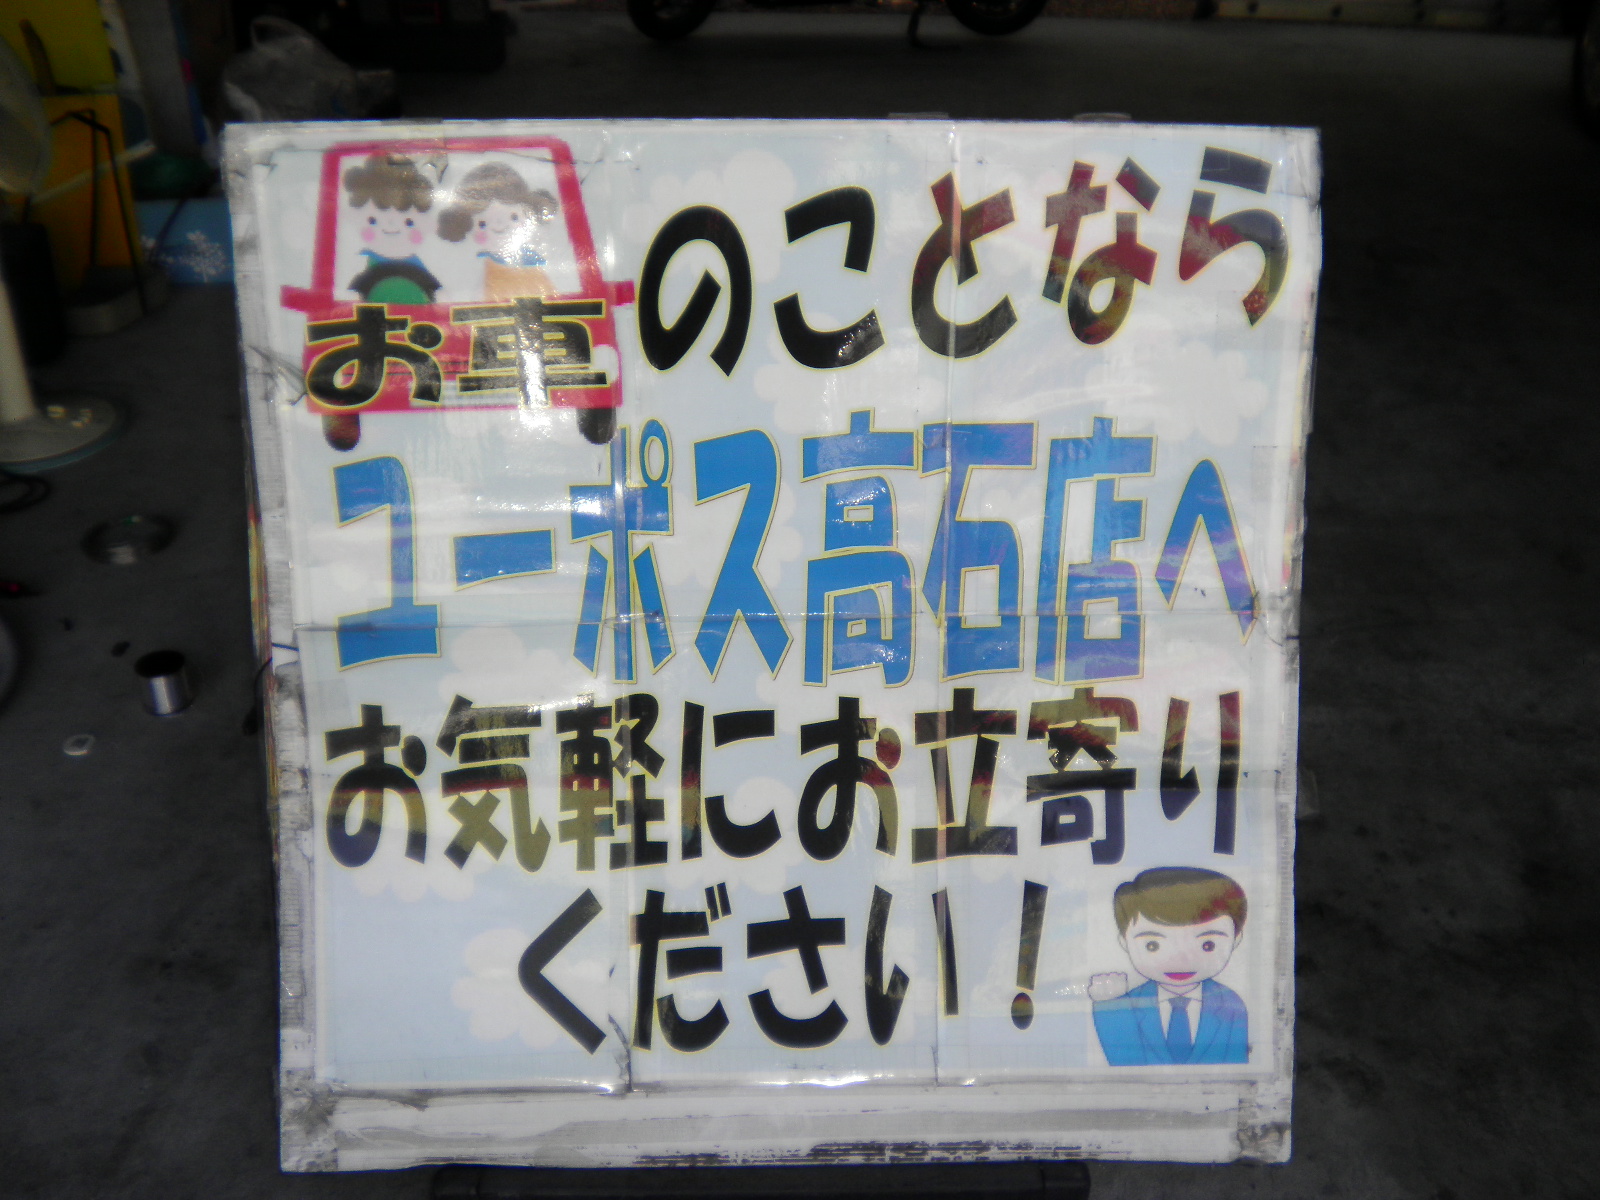 お車のことなら
ユーポス高石店へ
お気軽にお立寄り
ください!